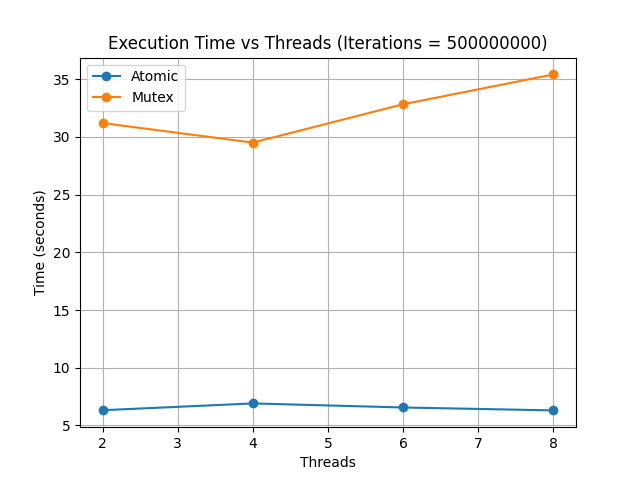 Execution Time vs Threads (Iterations = 500000000)
Atomic
Mutex
35
30
25
20
15
10
5
Time (seconds)
2 3 4 5 6 7 8
Threads